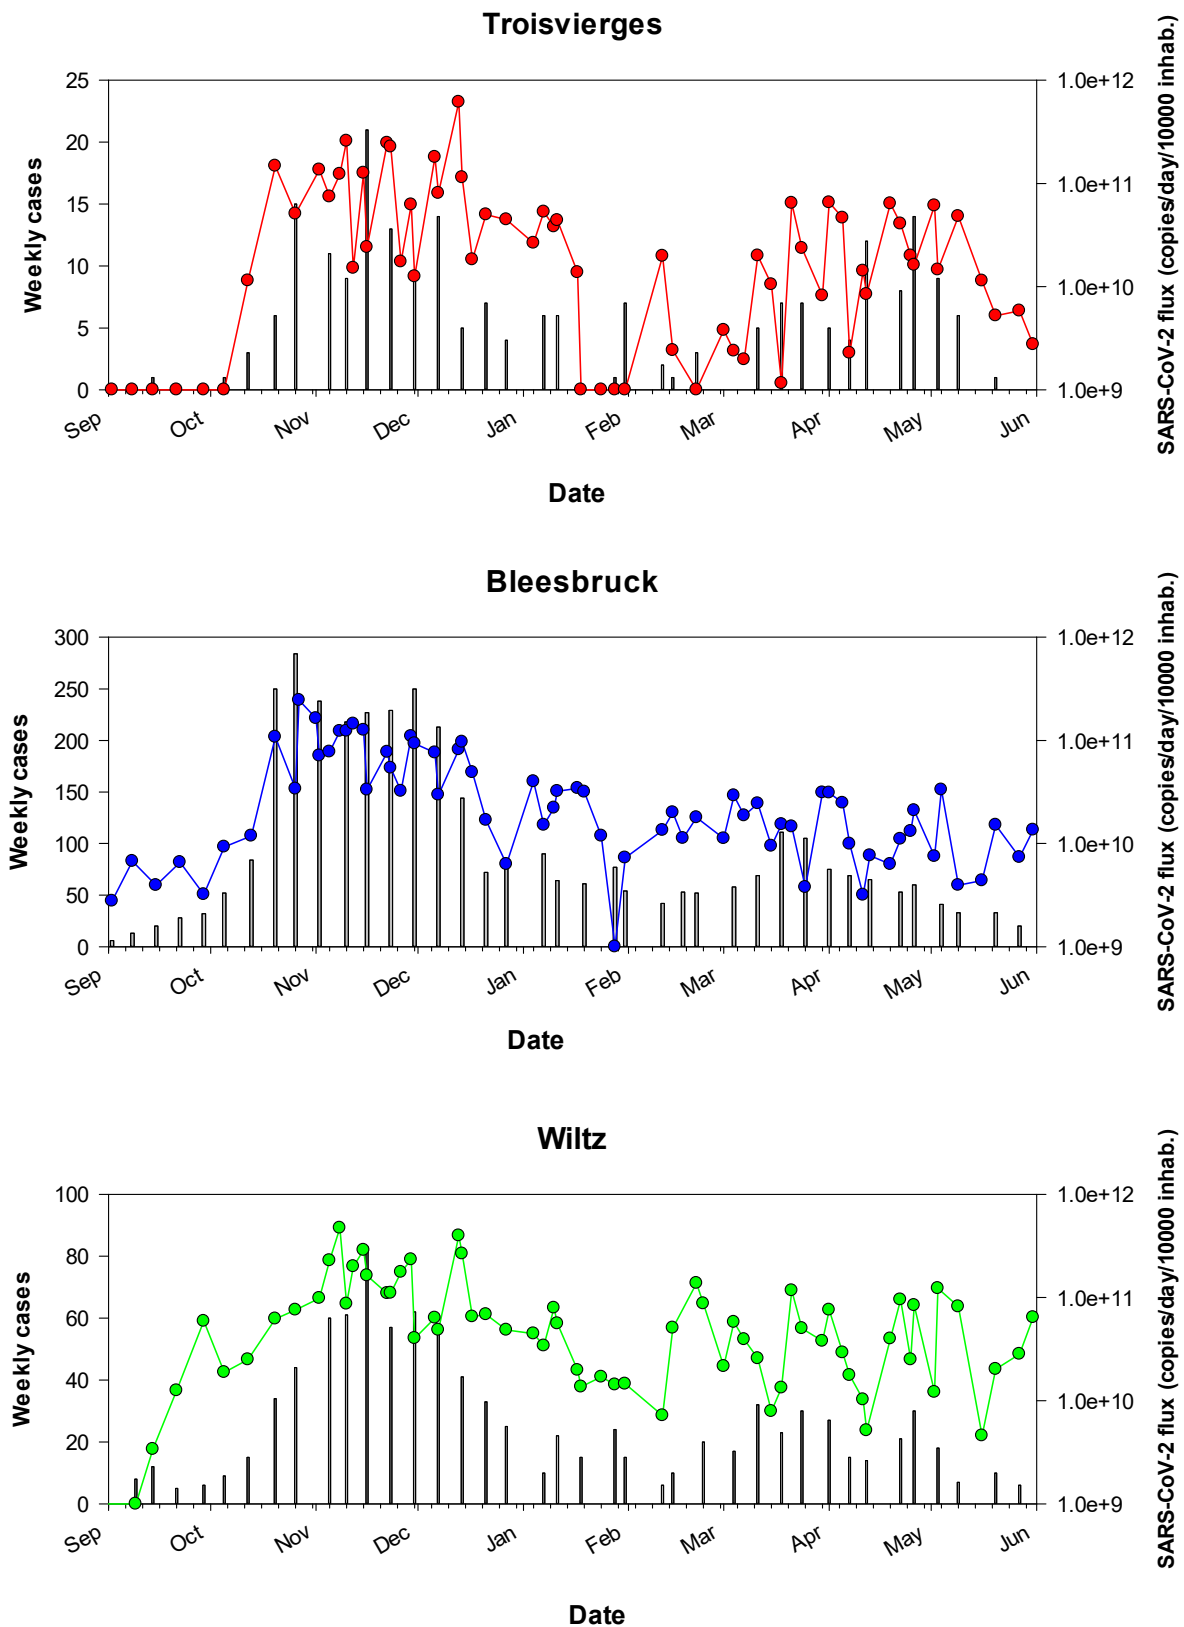 Troisvierges
25
20
15
10
5
0
Weekly cases
1.0e+12
1.0e+11
1.0e+10
1.0e+9
SARS-CoV-2 flux (copies/day/10000 inhab.)
Sep Oct Nov Dec Jan Feb Mar Apr May Jun
Date
Bleesbruck
300
250
200
150
100
50
0
Weekly cases
1.0e+12
1.0e+11
1.0e+10
1.0e+9
SARS-CoV-2 flux (copies/day/10000 inhab.)
Sep Oct Nov Dec Jan Feb Mar Apr May Jun
Date
Wiltz
100
80
60
40
20
0
Weekly cases
1.0e+12
1.0e+11
1.0e+10
1.0e+9
SARS-CoV-2 flux (copies/day/10000 inhab.)
Sep Oct Nov Dec Jan Feb Mar Apr May Jun
Date